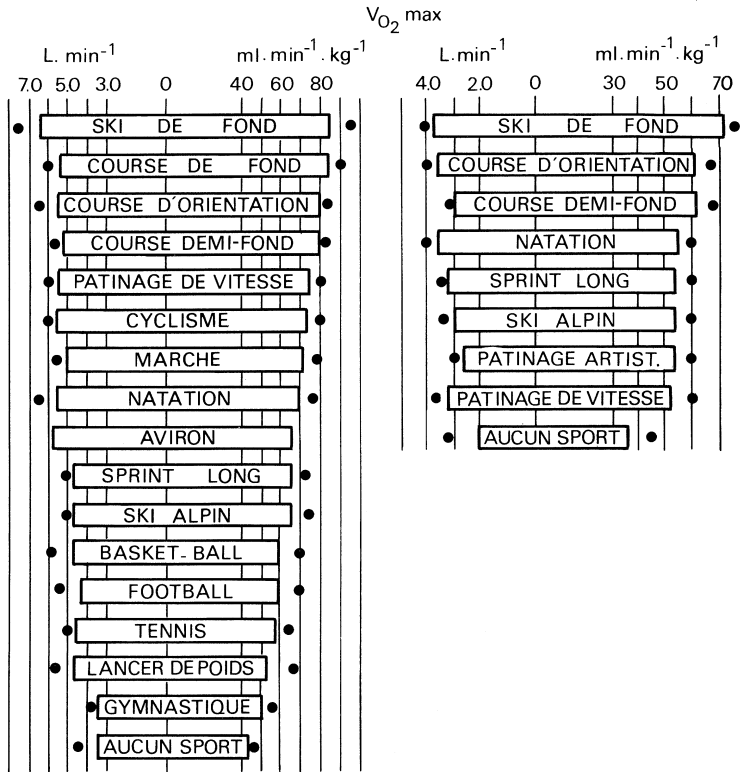 VO2 max
L. min-1 ml.min-1.kg-1
7.0 5.0 3.0 0 40 60 80
SKI DE FOND
COURSE DE FOND
COURSE D'ORIENTATION
COURSE DEMI-FOND
PATINAGE DE VITESSE
CYCLISME
MARCHE
NATATION
AVIRON
SPRINT LONG
SKI ALPIN
BASKET-BALL
FOOTBALL
TENNIS
LANCER DE POIDS
GYMNASTIQUE
AUCUN SPORT
L.min-1 ml.min-1.kg-1
4.0 2.0 0 30 50 70
SKI DE FOND
COURSE D'ORIENTATION
COURSE DEMI-FOND
NATATION
SPRINT LONG
SKI ALPIN
PATINAGE ARTIST.
PATINAGE DE VITESSE
AUCUN SPORT